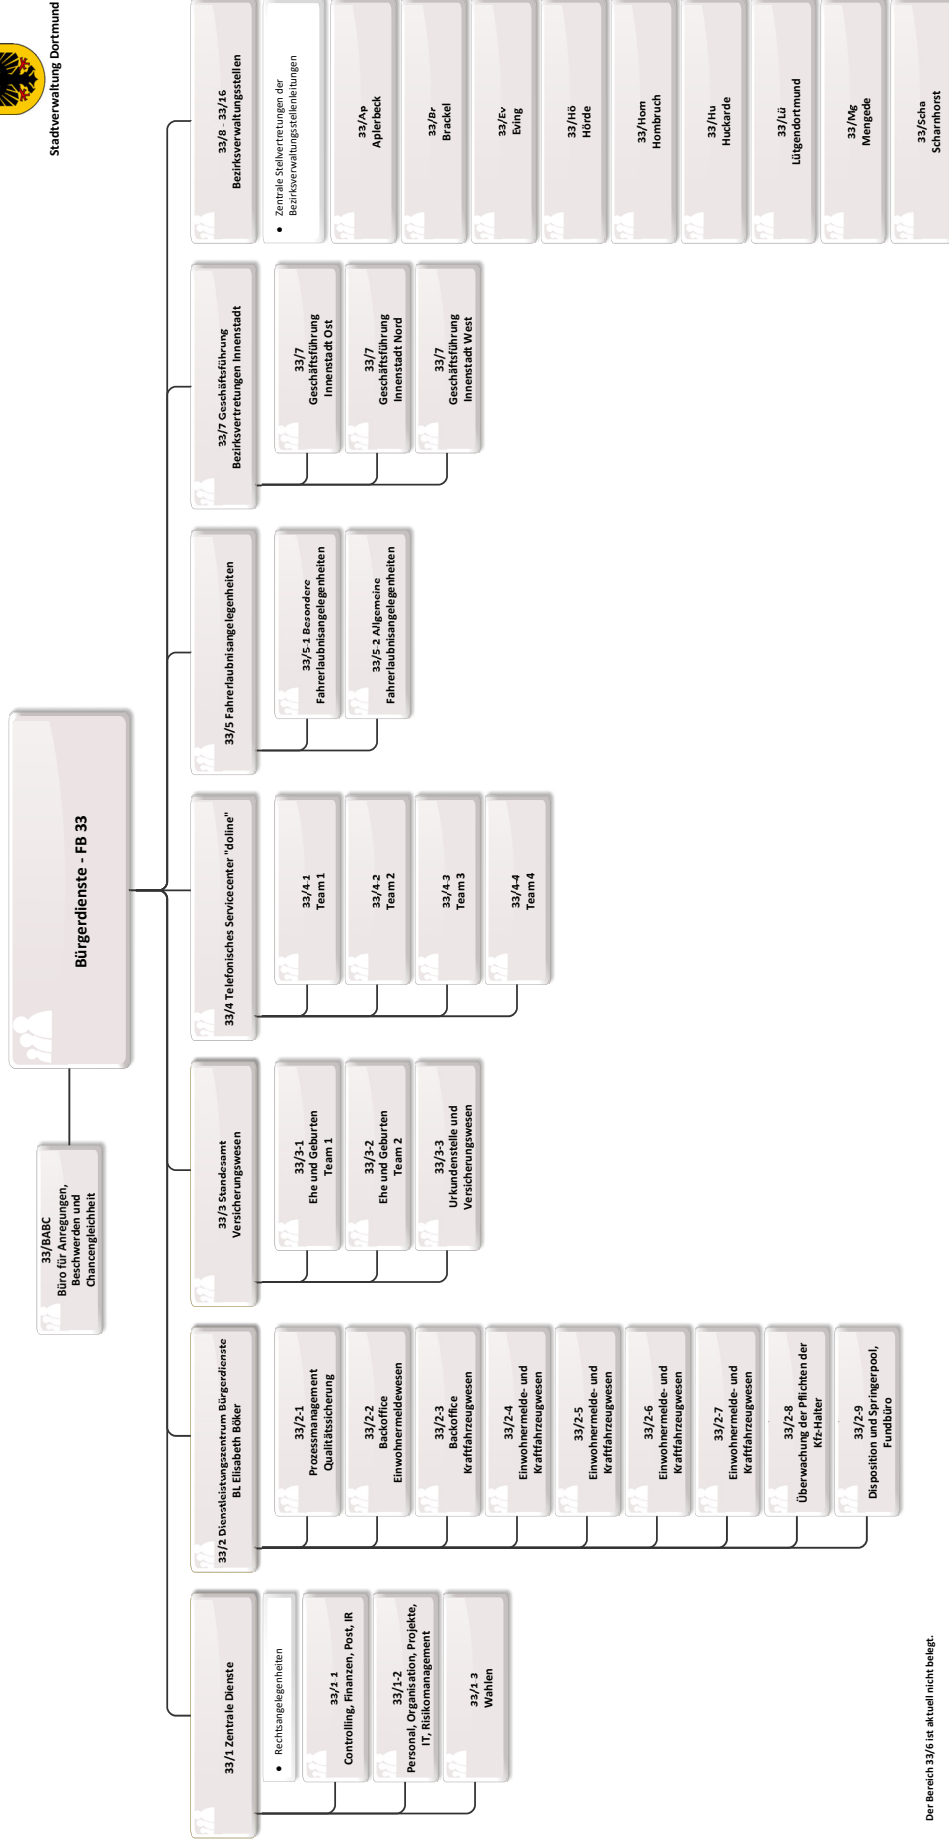 Stadtverwaltung Dortmund
Bürgerdienste - FB 33
33/BABC
Büro für Anregungen,
Beschwerden und
Chancengleichheit
33/1 Zentrale Dienste
● Rechtsangelegenheiten
33/1-1
Controlling, Finanzen, Post, IR
33/1-2
Personal, Organisation, Projekte,
IT, Risikomanagement
33/1-3
Wahlen
33/2 Dienstleistungszentrum Bürgerdienste
BL Elisabeth Böker
33/2-1
Prozessmanagement
Qualitätssicherung
33/2-2
Backoffice
Einwohnermeldewesen
33/2-3
Backoffice
Kraftfahrzeugwesen
33/2-4
Einwohnermelde- und
Kraftfahrzeugwesen
33/2-5
Einwohnermelde- und
Kraftfahrzeugwesen
33/2-6
Einwohnermelde- und
Kraftfahrzeugwesen
33/2-7
Einwohnermelde- und
Kraftfahrzeugwesen
33/2-8
Überwachung der Pflichten der
Kfz-Halter
33/2-9
Disposition und Springerpool,
Fundbüro
33/3 Standesamt
Versicherungswesen
33/3-1
Ehe und Geburten
Team 1
33/3-2
Ehe und Geburten
Team 2
33/3-3
Urkundenstelle und
Versicherungswesen
33/4 Telefonisches Servicecenter "doline"
33/4-1
Team 1
33/4-2
Team 2
33/4-3
Team 3
33/4-4
Team 4
33/5 Fahrerlaubnisangelegenheiten
33/5-1 Besondere
Fahrerlaubnisangelegenheiten
33/5-2 Allgemeine
Fahrerlaubnisangelegenheiten
33/7 Geschäftsführung
Bezirksvertretungen Innenstadt
33/7
Geschäftsführung
Innenstadt Ost
33/7
Geschäftsführung
Innenstadt Nord
33/7
Geschäftsführung
Innenstadt West
33/8 - 33/16
Bezirksverwaltungsstellen
● Zentrale Stellvertretungen der
Bezirksverwaltungsstellenleitungen
33/Ap
Aplerbeck
33/Br
Brackel
33/Ev
Eving
33/Hö
Hörde
33/Hom
Hombruch
33/Hu
Huckarde
33/Lü
Lütgendortmund
33/Mg
Mengede
33/Scha
Scharnhorst
Der Bereich 33/6 ist aktuell nicht belegt.